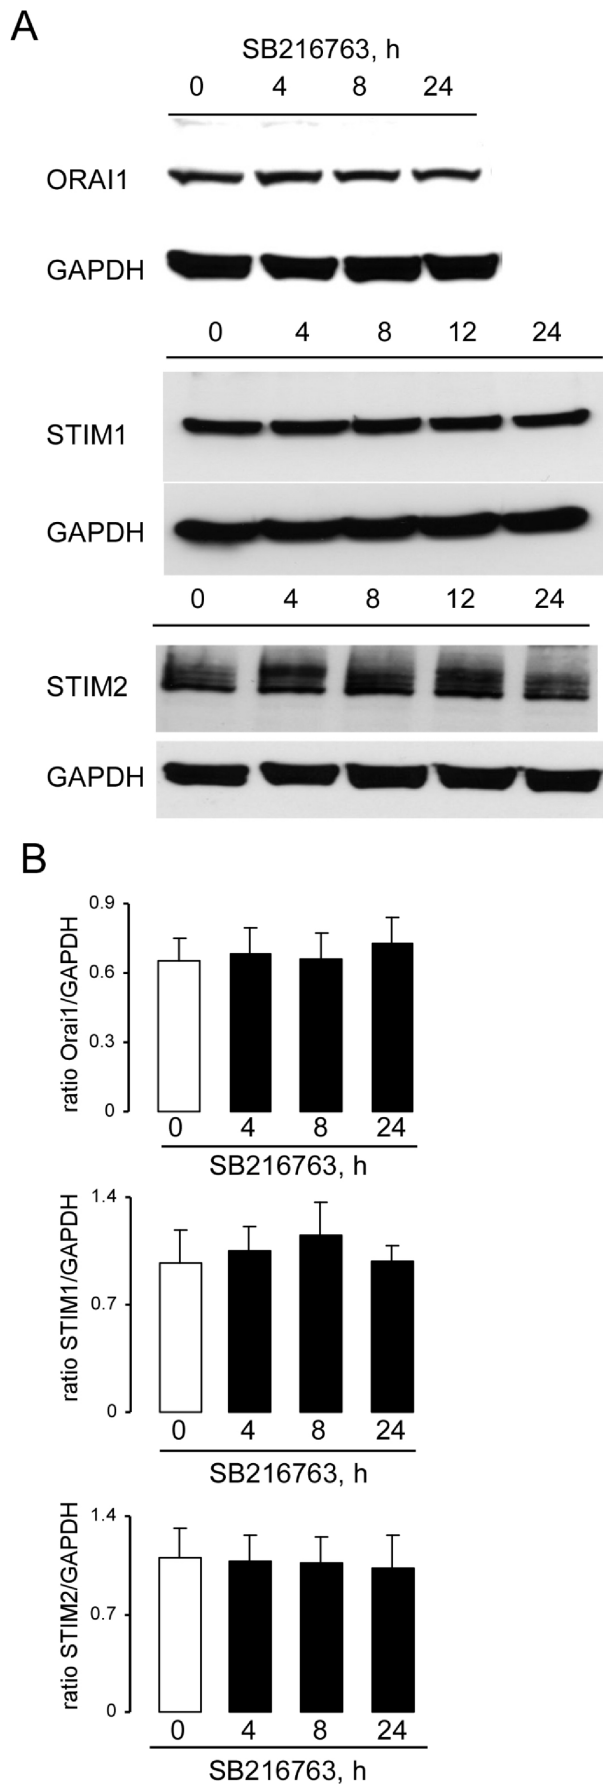 A
SB216763, h
0 4 8 24
ORAI1
GAPDH
0 4 8 12 24
STIM1
GAPDH
0 4 8 12 24
STIM2
GAPDH
B
ratio Orai1/GAPDH
0.9
0.6
0.3
0
0 4 8 24
SB216763, h
ratio STIM1/GAPDH
1.4
0.7
0
0 4 8 24
SB216763, h
ratio STIM2/GAPDH
1.4
0.7
0
0 4 8 24
SB216763, h